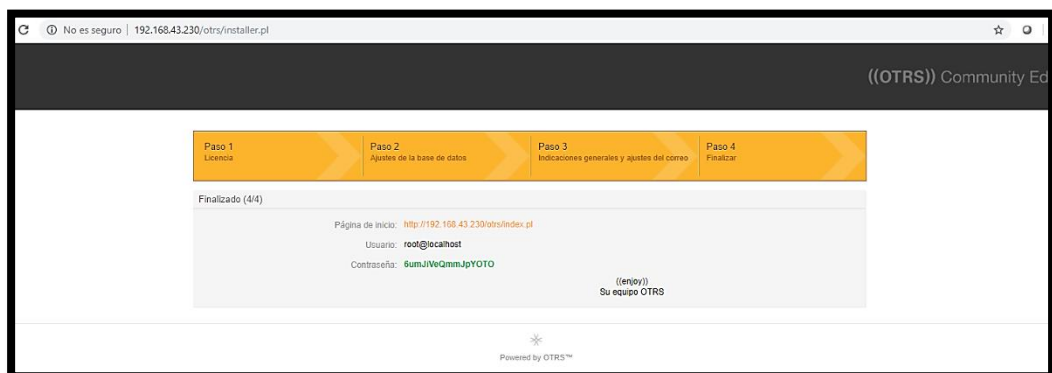 No es seguro | 192.168.43.230/otrs/installer.pl
((OTRS)) Community Ed
Paso 1
Licencia
Paso 2
Ajustes de la base de datos
Paso 3
Indicaciones generales y ajustes del correo
Paso 4
Finalizar
Finalizado (4/4)
Página de inicio: http://192.168.43.230/otrs/index.pl
Usuario: root@localhost
Contraseña: 6umJiVeQmmJpYOTO
((enjoy))
Su equipo OTRS
Powered by OTRS™